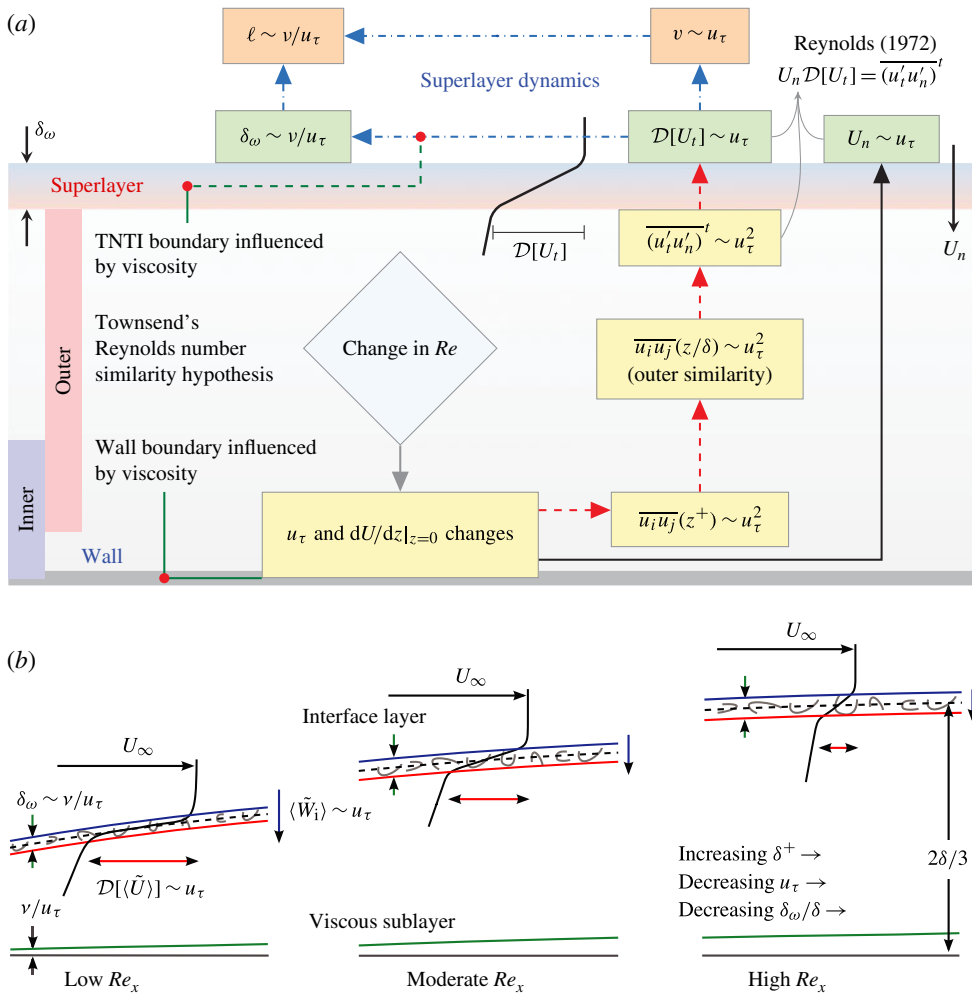 (a)
ℓ ~ ν/u_τ
v ~ u_τ
Reynolds (1972)
U_n 𝒟[U_t] = \overline{(u′_t u′_n)}^t
Superlayer dynamics
δ_ω
δ_ω ~ ν/u_τ
𝒟[U_t] ~ u_τ
U_n ~ u_τ
Superlayer
TNTI boundary influenced
by viscosity
𝒟[U_t]
\overline{(u′_t u′_n)}^t ~ u_τ^2
U_n
Townsend's
Reynolds number
similarity hypothesis
Change in Re
\overline{u_i u_j}(z/δ) ~ u_τ^2
(outer similarity)
Outer
Wall boundary influenced
by viscosity
Inner
u_τ and dU/dz|_{z=0} changes
\overline{u_i u_j}(z^+) ~ u_τ^2
Wall
(b)
U_∞
U_∞
U_∞
Interface layer
δ_ω ~ ν/u_τ
⟨W̃_i⟩ ~ u_τ
𝒟[⟨Ũ⟩] ~ u_τ
Increasing δ^+ →
Decreasing u_τ →
Decreasing δ_ω/δ →
2δ/3
ν/u_τ
Viscous sublayer
Low Re_x
Moderate Re_x
High Re_x